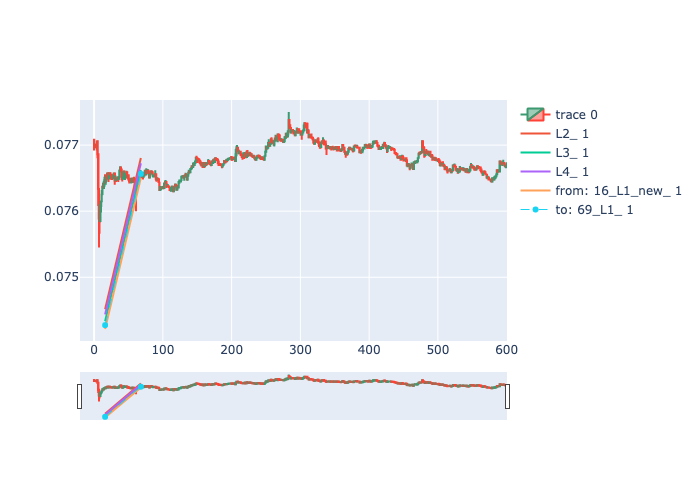 trace 0
L2_ 1
L3_ 1
L4_ 1
from: 16_L1_new_ 1
to: 69_L1_ 1
0.077
0.076
0.075
0 100 200 300 400 500 600